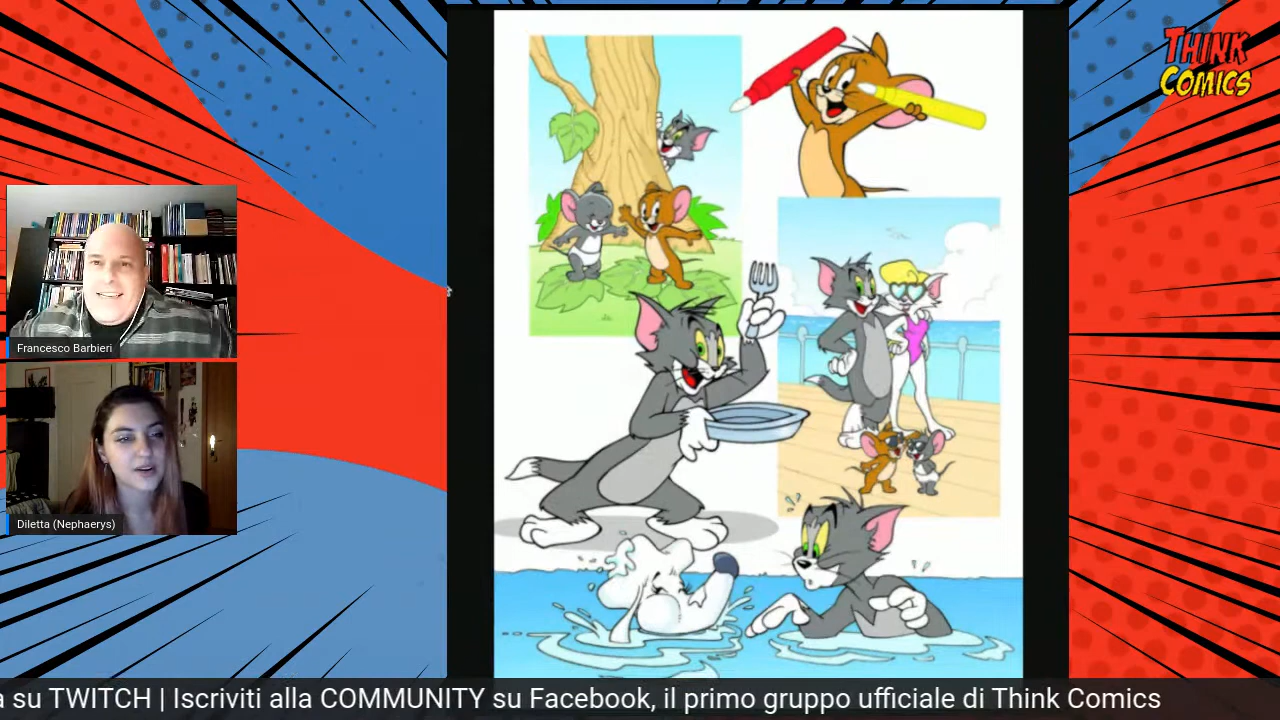 THINK
COMICS
Francesco Barbieri
Diletta (Nephaerys)
su TWITCH | Iscriviti alla COMMUNITY su Facebook, il primo gruppo ufficiale di Think Comics